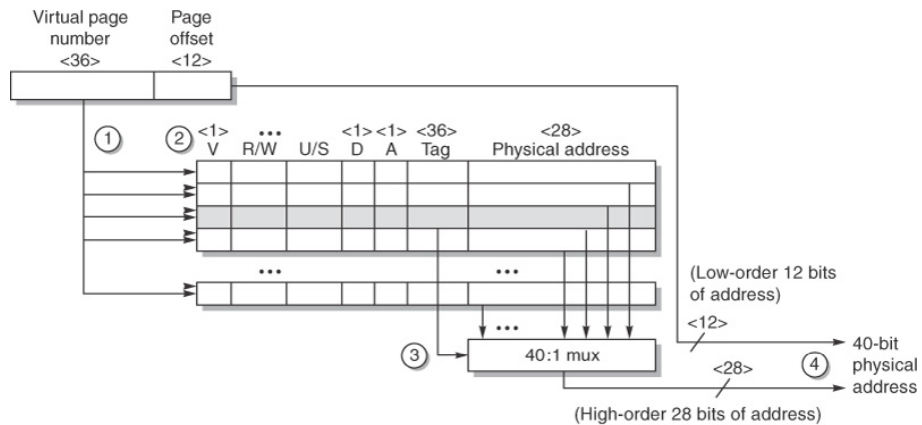 Virtual page number <36>
Page offset <12>
1
2
<1> ... <1> <1> <36> <28>
V R/W U/S D A Tag Physical address
... ...
...
(Low-order 12 bits of address)
<12>
3
40:1 mux
<28>
4
40-bit physical address
(High-order 28 bits of address)